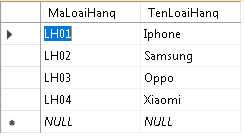 MaLoaiHang TenLoaiHang
LH01 Iphone
LH02 Samsung
LH03 Oppo
LH04 Xiaomi
NULL NULL